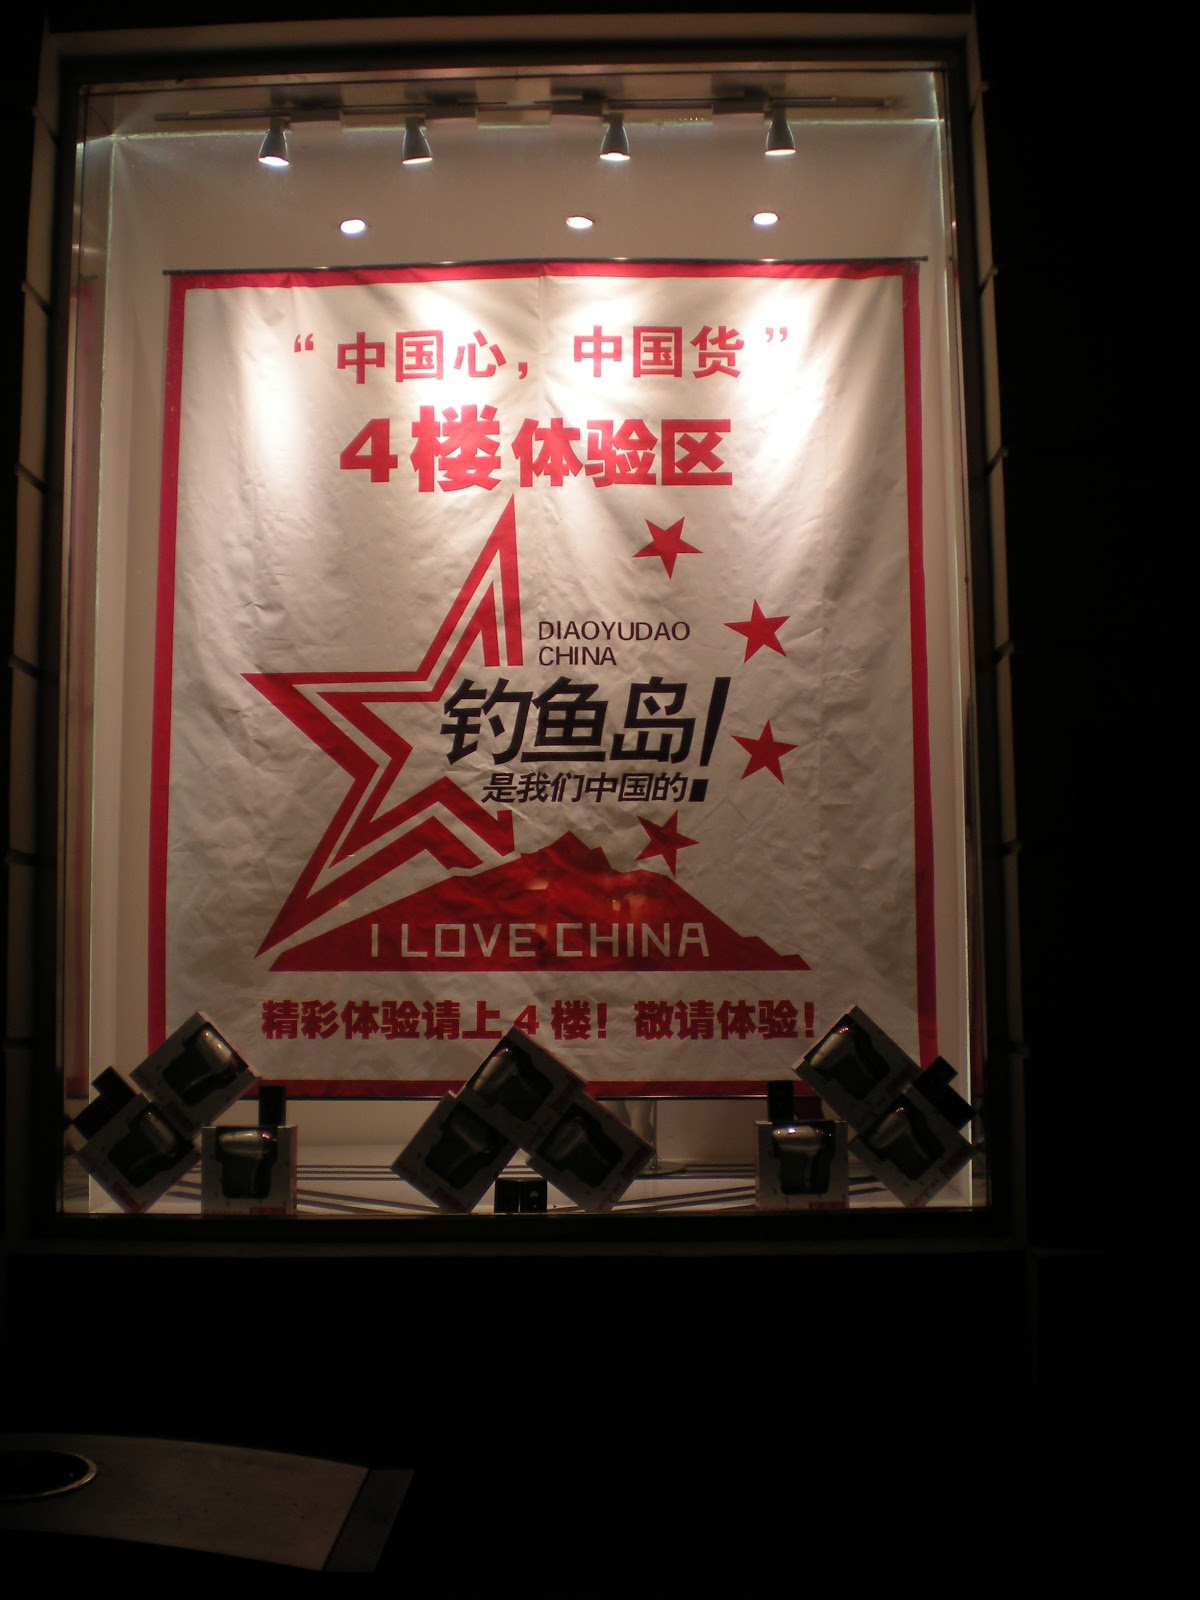 “中国心，中国货”
4楼体验区
DIAOYUDAO
CHINA
钓鱼岛!
是我们中国的
I LOVE CHINA
精彩体验请上4楼！敬请体验！